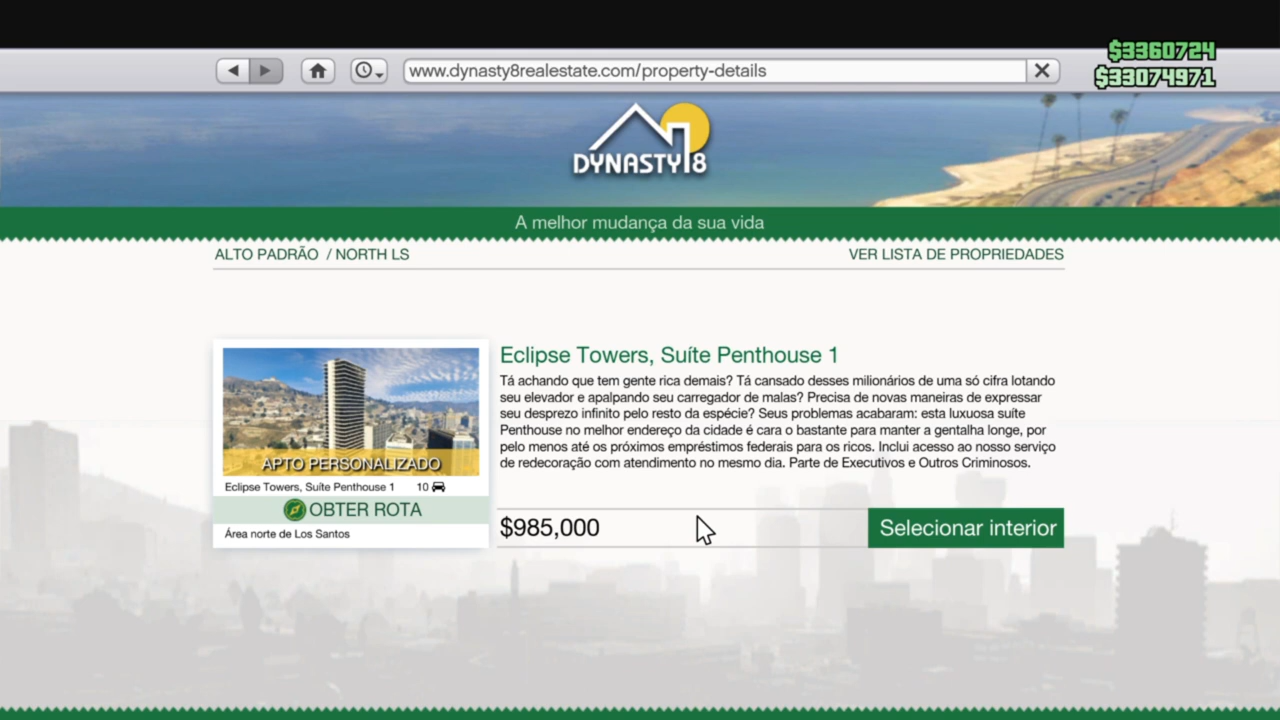 $3360724
www.dynasty8realestate.com/property-details
$33074971
DYNASTY 8
A melhor mudança da sua vida
ALTO PADRÃO / NORTH LS
VER LISTA DE PROPRIEDADES
Eclipse Towers, Suíte Penthouse 1
Tá achando que tem gente rica demais? Tá cansado desses milionários de uma só cifra lotando
seu elevador e apalpando seu carregador de malas? Precisa de novas maneiras de expressar
seu desprezo infinito pelo resto da espécie? Seus problemas acabaram: esta luxuosa suíte
Penthouse no melhor endereço da cidade é cara o bastante para manter a gentalha longe, por
pelo menos até os próximos empréstimos federais para os ricos. Inclui acesso ao nosso serviço
de redecoração com atendimento no mesmo dia. Parte de Executivos e Outros Criminosos.
APTO PERSONALIZADO
Eclipse Towers, Suíte Penthouse 1 10
OBTER ROTA
Área norte de Los Santos
$985,000
Selecionar interior